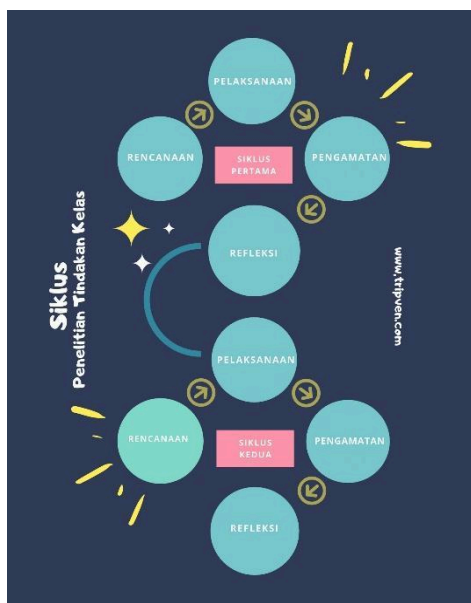 Siklus
Penelitian Tindakan Kelas
PELAKSANAAN
RENCANAAN
SIKLUS
PERTAMA
PENGAMATAN
REFLEKSI
www.tripven.com
PELAKSANAAN
RENCANAAN
SIKLUS
KEDUA
PENGAMATAN
REFLEKSI